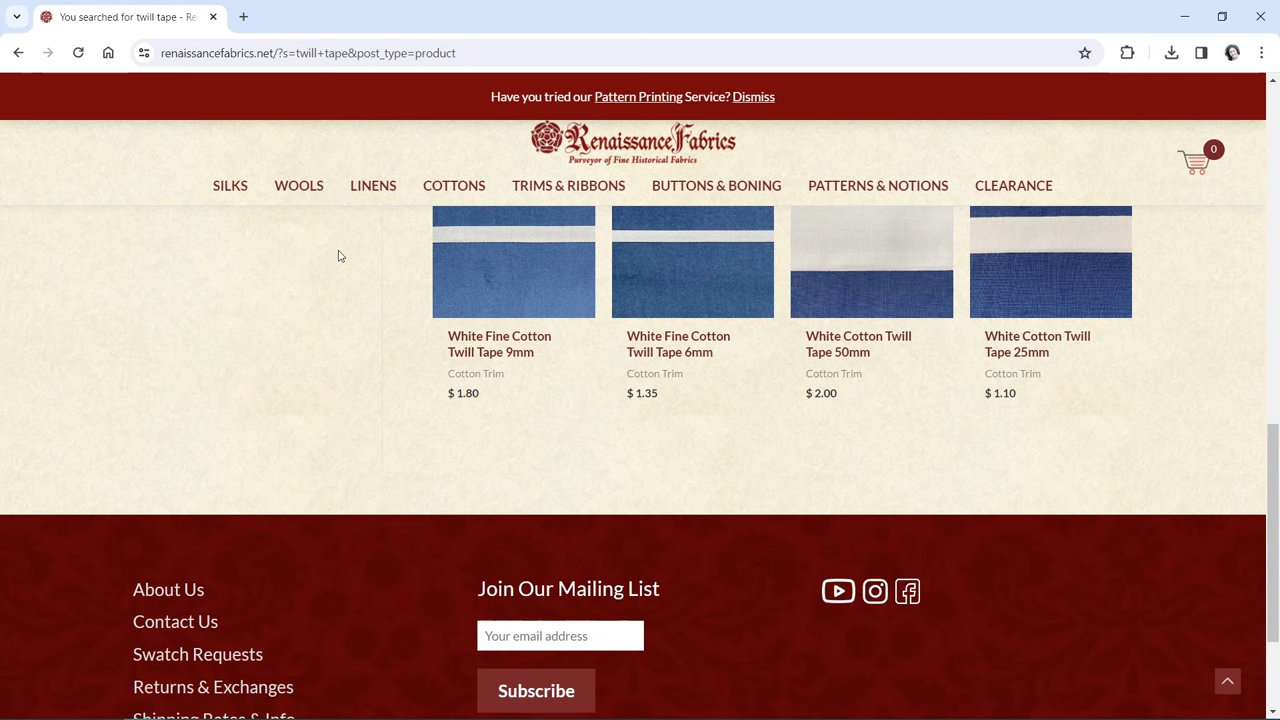 You searched for twill tape - Re
renaissancefabrics.net/?s=twill+tape&post_type=product
Have you tried our Pattern Printing Service? Dismiss
Renaissance Fabrics
Purveyor of Fine Historical Fabrics
0
SILKS WOOLS LINENS COTTONS TRIMS & RIBBONS BUTTONS & BONING PATTERNS & NOTIONS CLEARANCE
White Fine Cotton
Twill Tape 9mm
Cotton Trim
$ 1.80
White Fine Cotton
Twill Tape 6mm
Cotton Trim
$ 1.35
White Cotton Twill
Tape 50mm
Cotton Trim
$ 2.00
White Cotton Twill
Tape 25mm
Cotton Trim
$ 1.10
About Us
Contact Us
Swatch Requests
Returns & Exchanges
Shipping Rates & Info
Join Our Mailing List
Your email address
Subscribe